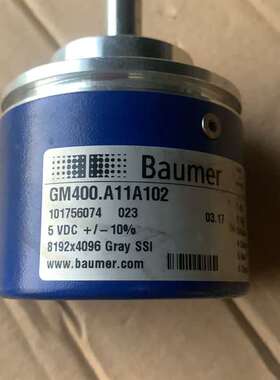 Baumer
GM400.A11A102
101756074 023
03.17
5 VDC +/-10%
8192x4096 Gray SSI
www.baumer.com